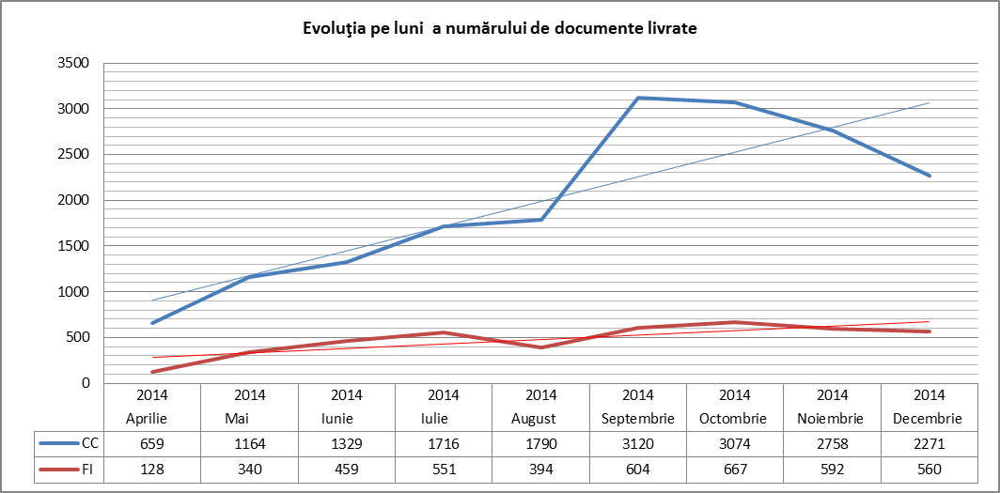 Evoluţia pe luni  a numărului de documente livrate
3500
3000
2500
2000
1500
1000
500
0
2014 2014 2014 2014 2014 2014 2014 2014 2014
Aprilie Mai Iunie Iulie August Septembrie Octombrie Noiembrie Decembrie
CC 659 1164 1329 1716 1790 3120 3074 2758 2271
FI 128 340 459 551 394 604 667 592 560